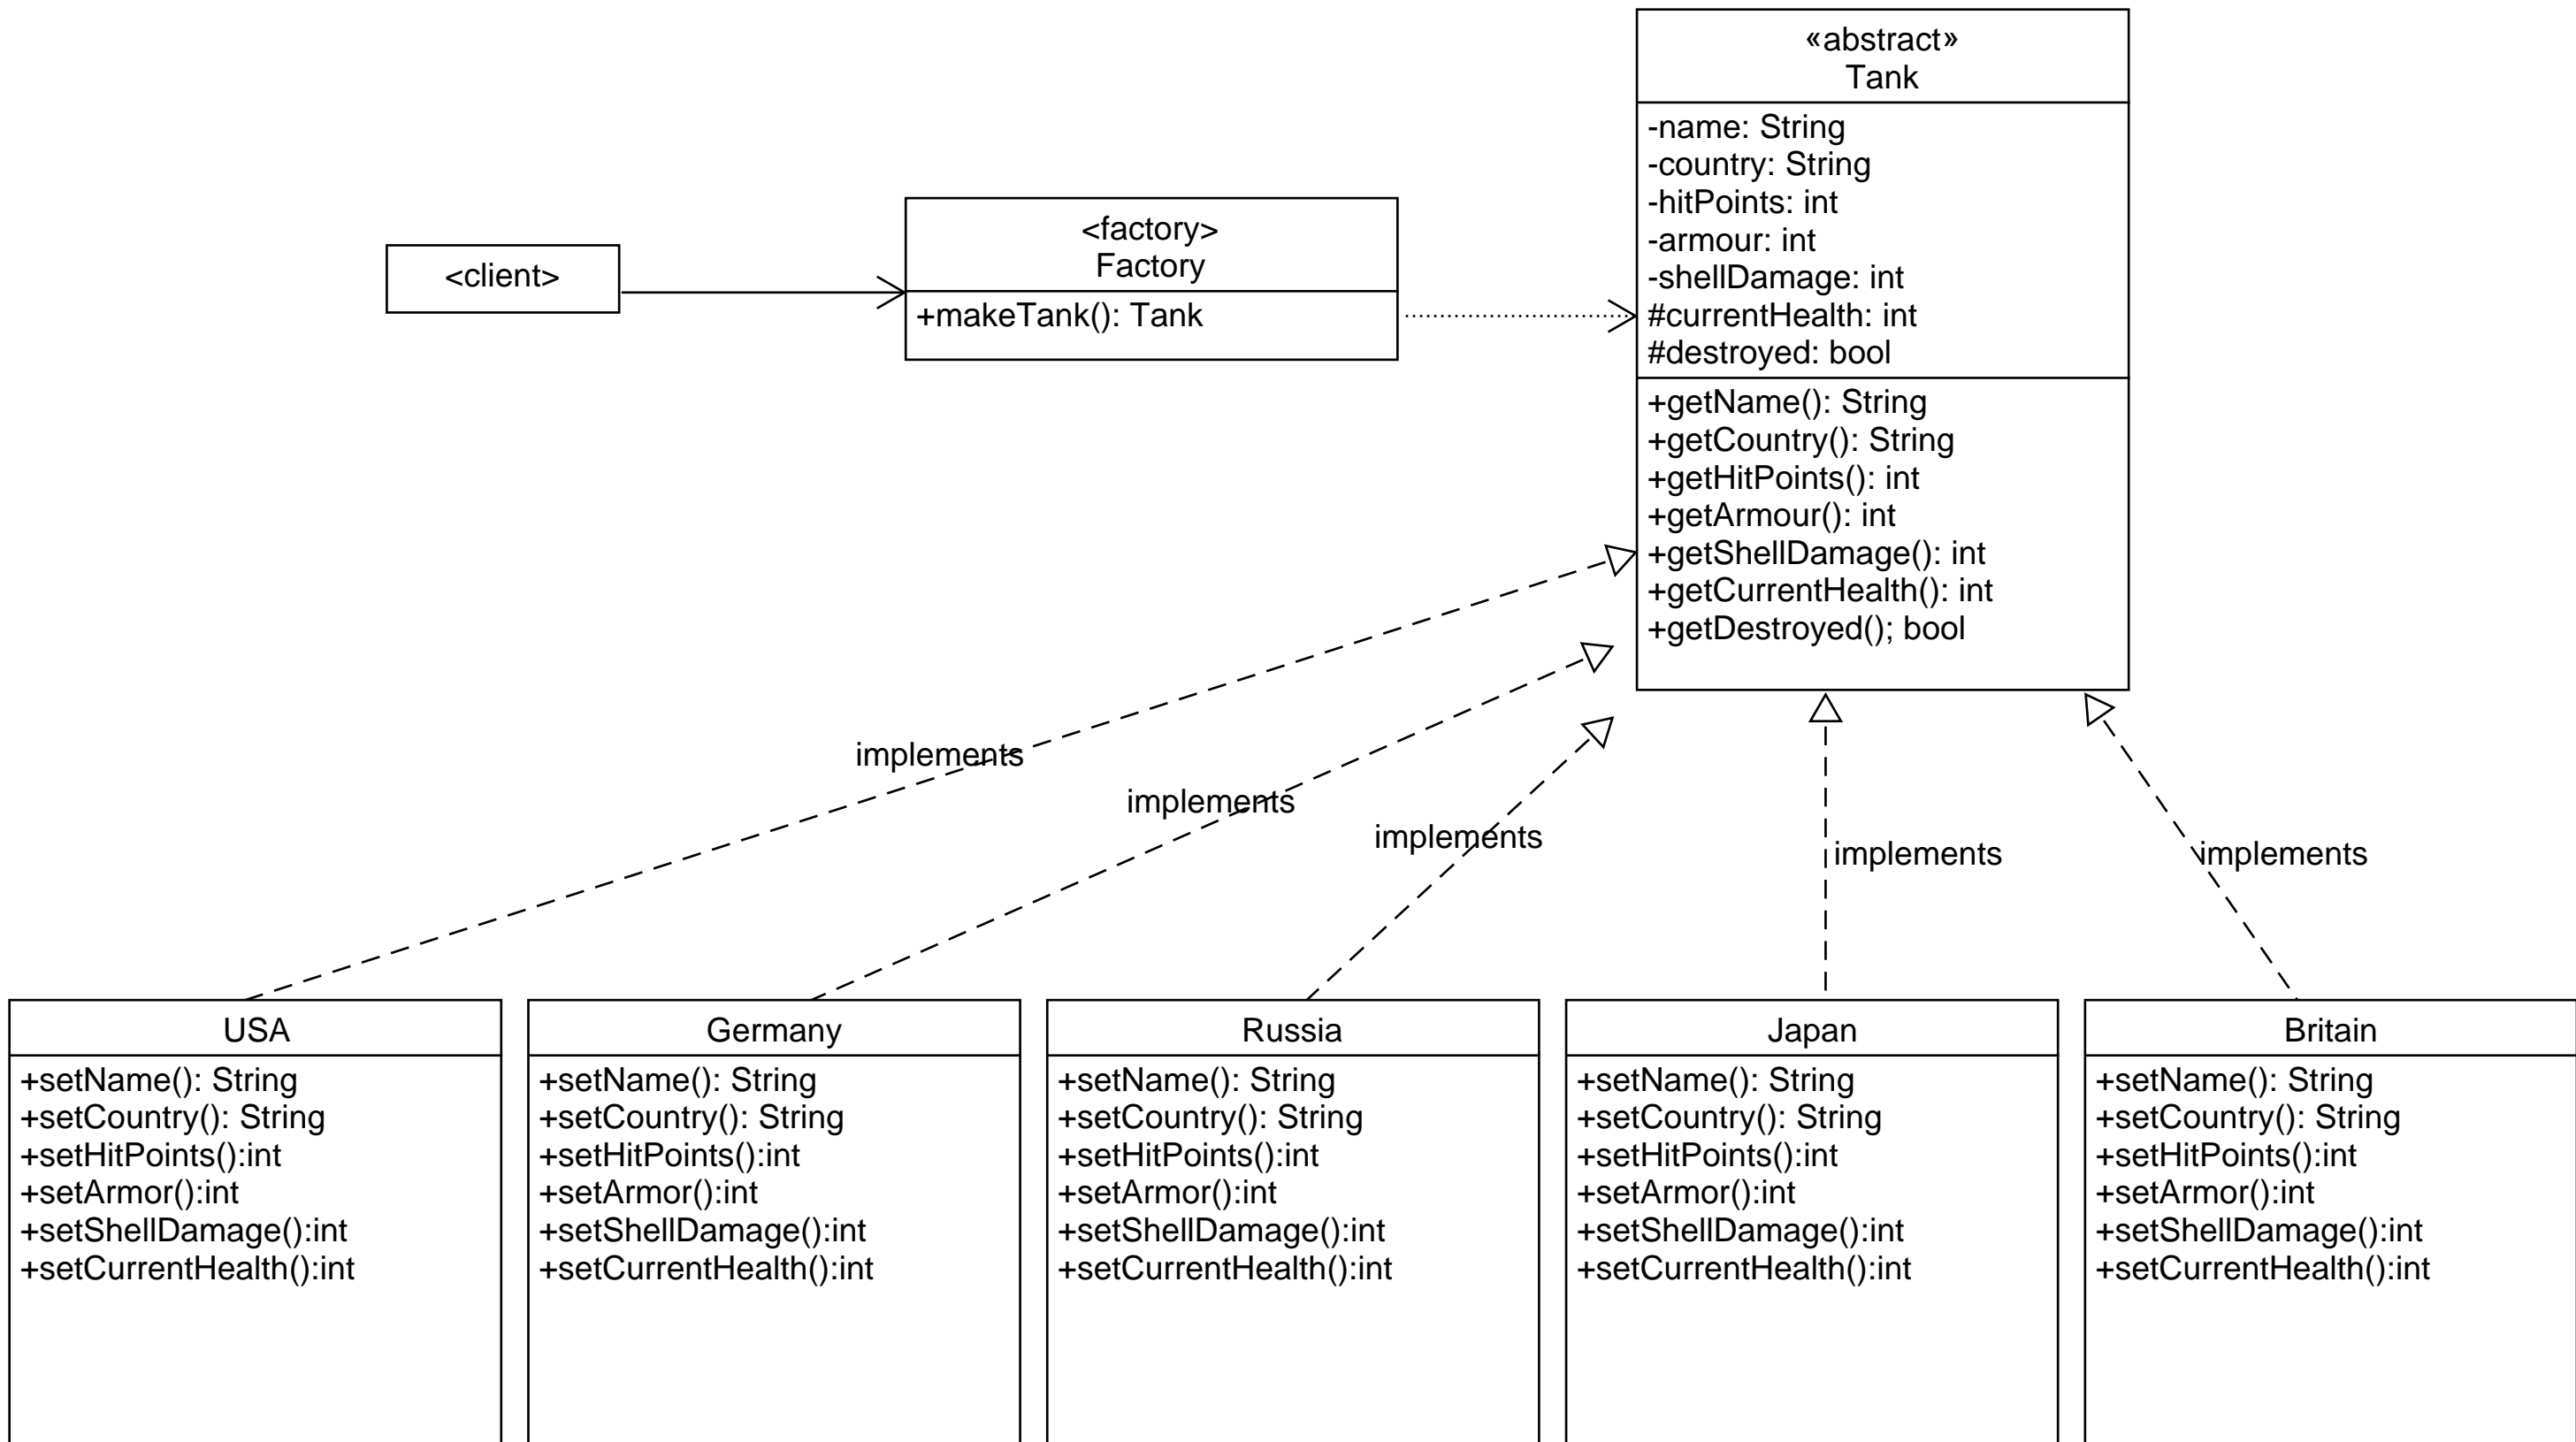 «abstract»
Tank
-name: String
-country: String
-hitPoints: int
-armour: int
-shellDamage: int
#currentHealth: int
#destroyed: bool
+getName(): String
+getCountry(): String
+getHitPoints(): int
+getArmour(): int
+getShellDamage(): int
+getCurrentHealth(): int
+getDestroyed(); bool
<client>
<factory>
Factory
+makeTank(): Tank
implements
implements
implements
implements
implements
USA
+setName(): String
+setCountry(): String
+setHitPoints():int
+setArmor():int
+setShellDamage():int
+setCurrentHealth():int
Germany
+setName(): String
+setCountry(): String
+setHitPoints():int
+setArmor():int
+setShellDamage():int
+setCurrentHealth():int
Russia
+setName(): String
+setCountry(): String
+setHitPoints():int
+setArmor():int
+setShellDamage():int
+setCurrentHealth():int
Japan
+setName(): String
+setCountry(): String
+setHitPoints():int
+setArmor():int
+setShellDamage():int
+setCurrentHealth():int
Britain
+setName(): String
+setCountry(): String
+setHitPoints():int
+setArmor():int
+setShellDamage():int
+setCurrentHealth():int